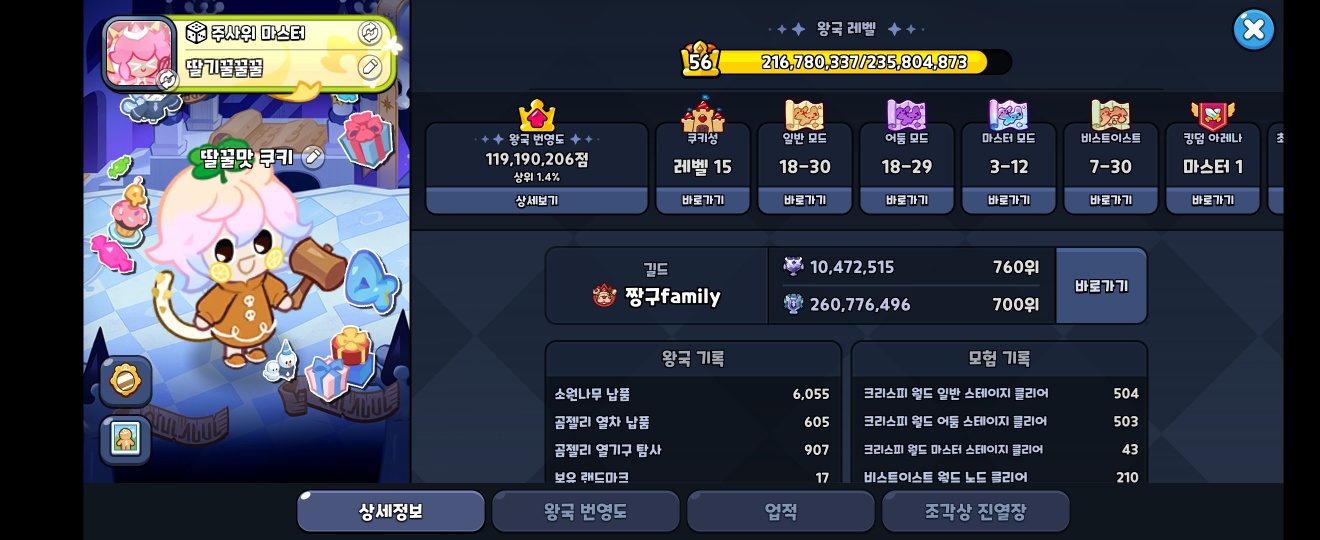 주사위 마스터
딸기꿀꿀꿀
딸꿀맛 쿠키
왕국 레벨
56
216,780,337/235,804,873
왕국 번영도
119,190,206점
상위 1.4%
상세보기
쿠키성
레벨 15
바로가기
일반 모드
18-30
바로가기
어둠 모드
18-29
바로가기
마스터 모드
3-12
바로가기
비스트이스트
7-30
바로가기
킹덤 아레나
마스터 1
바로가기
길드
짱구family
10,472,515 760위
260,776,496 700위
바로가기
왕국 기록
소원나무 납품 6,055
곰젤리 열차 납품 605
곰젤리 열기구 탐사 907
보유 랜드마크 17
모험 기록
크리스피 월드 일반 스테이지 클리어 504
크리스피 월드 어둠 스테이지 클리어 503
크리스피 월드 마스터 스테이지 클리어 43
비스트이스트 월드 노드 클리어 210
상세정보
왕국 번영도
업적
조각상 진열장